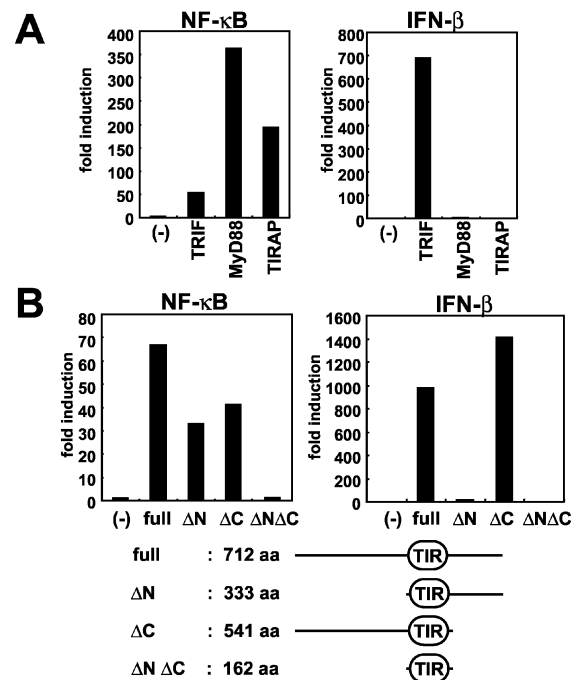 A
NF-κB
fold induction
400
350
300
250
200
150
100
50
0
(-)
TRIF
MyD88
TIRAP
IFN-β
fold induction
800
700
600
500
400
300
200
100
0
(-)
TRIF
MyD88
TIRAP
B
NF-κB
fold induction
80
70
60
50
40
30
20
10
0
(-) full ΔN ΔC ΔNΔC
IFN-β
fold induction
1600
1400
1200
1000
800
600
400
200
0
(-) full ΔN ΔC ΔNΔC
full : 712 aa TIR
ΔN : 333 aa TIR
ΔC : 541 aa TIR
ΔN ΔC : 162 aa TIR